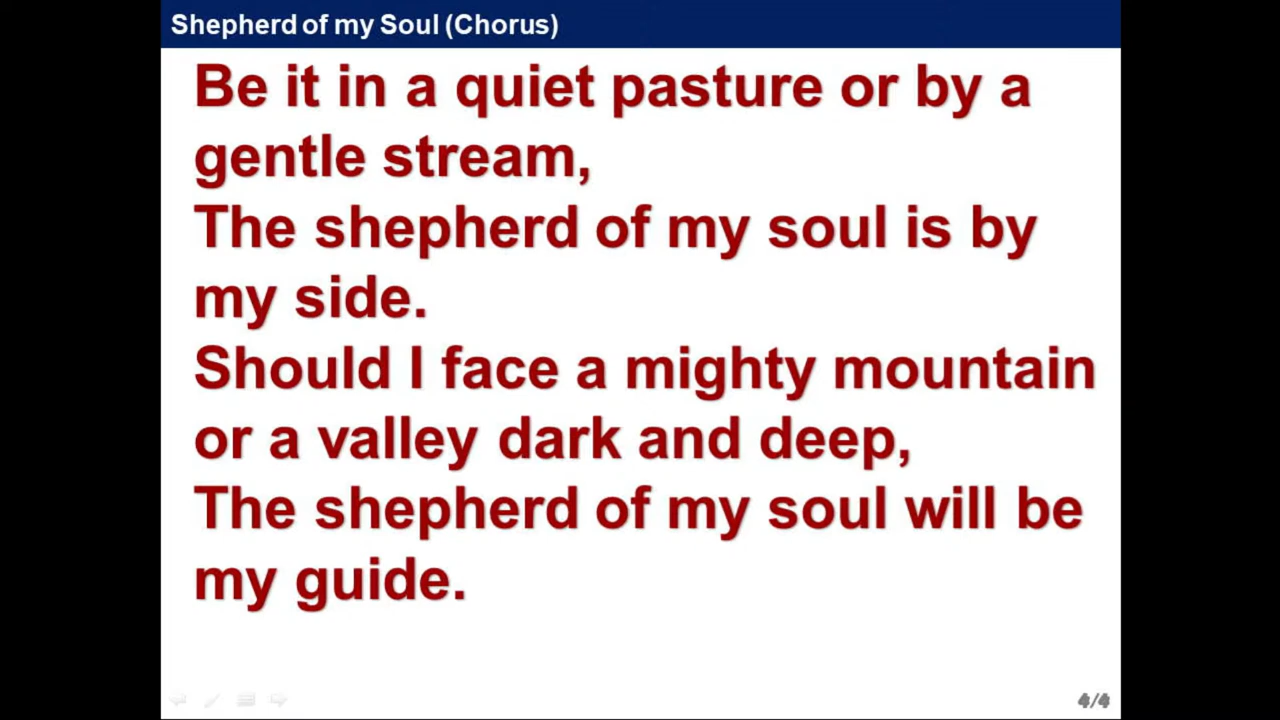 Shepherd of my Soul (Chorus)
Be it in a quiet pasture or by a
gentle stream,
The shepherd of my soul is by
my side.
Should I face a mighty mountain
or a valley dark and deep,
The shepherd of my soul will be
my guide.
4/4